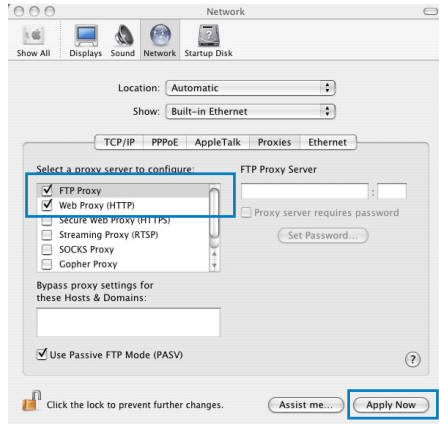 Network
Show All Displays Sound Network Startup Disk
Location: Automatic
Show: Built-in Ethernet
TCP/IP PPPoE AppleTalk Proxies Ethernet
Select a proxy server to configure: FTP Proxy Server
FTP Proxy
Web Proxy (HTTP) :
Secure Web Proxy (HTTPS) Proxy server requires password
Streaming Proxy (RTSP) Set Password...
SOCKS Proxy
Gopher Proxy
Bypass proxy settings for
these Hosts & Domains:
Use Passive FTP Mode (PASV) ?
Click the lock to prevent further changes. Assist me... Apply Now